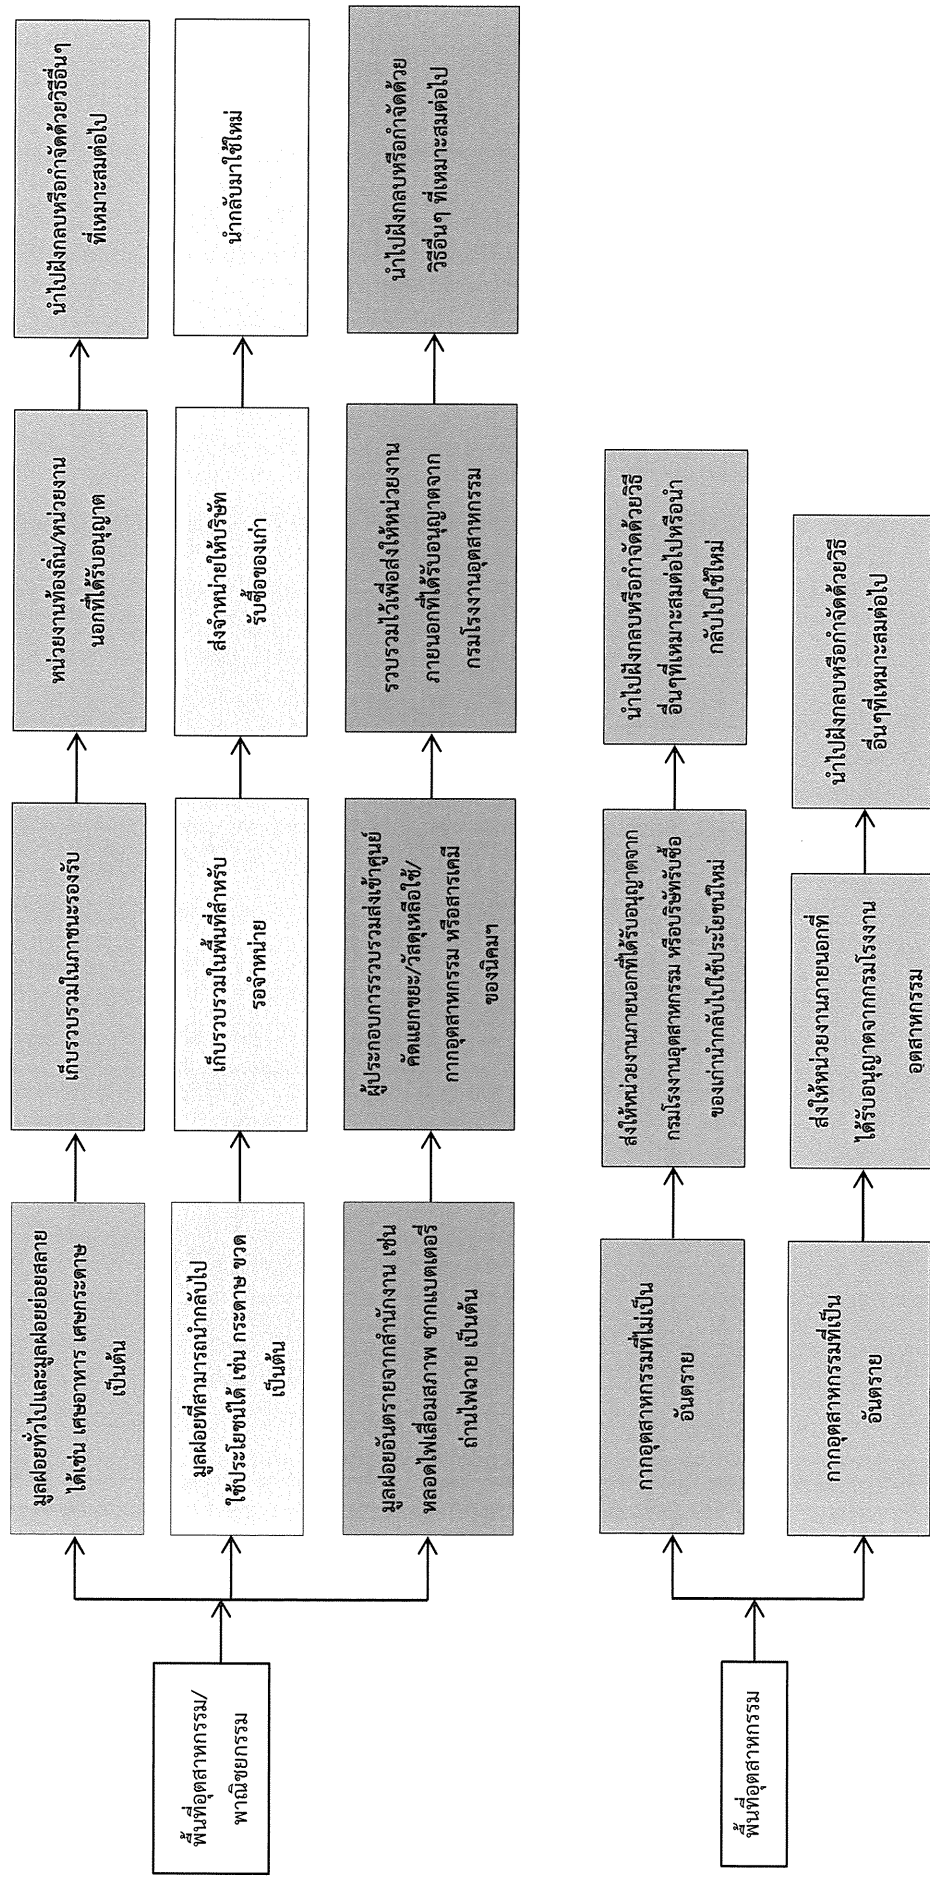 พื้นที่อุตสาหกรรม/
พาณิชยกรรม
มูลฝอยทั่วไปและมูลฝอยย่อยสลาย
ได้เช่น เศษอาหาร เศษกระดาษ
เป็นต้น
เก็บรวบรวมในภาชนะรองรับ
หน่วยงานท้องถิ่น/หน่วยงาน
นอกที่ได้รับอนุญาต
นำไปฝังกลบหรือกำจัดด้วยวิธีอื่นๆ
ที่เหมาะสมต่อไป
มูลฝอยที่สามารถนำกลับไป
ใช้ประโยชน์ได้ เช่น กระดาษ ขวด
เป็นต้น
เก็บรวบรวมในพื้นที่สำหรับ
รอจำหน่าย
ส่งจำหน่ายให้บริษัท
รับซื้อของเก่า
นำกลับมาใช้ใหม่
มูลฝอยอันตรายจากสำนักงาน เช่น
หลอดไฟเสื่อมสภาพ ซากแบตเตอรี่
ถ่านไฟฉาย เป็นต้น
ผู้ประกอบการรวบรวมส่งเข้าศูนย์
คัดแยกขยะ/วัสดุเหลือใช้/
กากอุตสาหกรรม หรือสารเคมี
ของนิคมฯ
รวบรวมไว้เพื่อส่งให้หน่วยงาน
ภายนอกที่ได้รับอนุญาตจาก
กรมโรงงานอุตสาหกรรม
นำไปฝังกลบหรือกำจัดด้วย
วิธีอื่นๆ ที่เหมาะสมต่อไป
พื้นที่อุตสาหกรรม
กากอุตสาหกรรมที่ไม่เป็น
อันตราย
ส่งให้หน่วยงานภายนอกที่ได้รับอนุญาตจาก
กรมโรงงานอุตสาหกรรม หรือบริษัทรับซื้อ
ของเก่านำกลับไปใช้ประโยชน์ใหม่
นำไปฝังกลบหรือกำจัดด้วยวิธี
อื่นๆที่เหมาะสมต่อไปหรือนำ
กลับไปใช้ใหม่
กากอุตสาหกรรมที่เป็น
อันตราย
ส่งให้หน่วยงานภายนอกที่
ได้รับอนุญาตจากกรมโรงงาน
อุตสาหกรรม
นำไปฝังกลบหรือกำจัดด้วยวิธี
อื่นๆที่เหมาะสมต่อไป